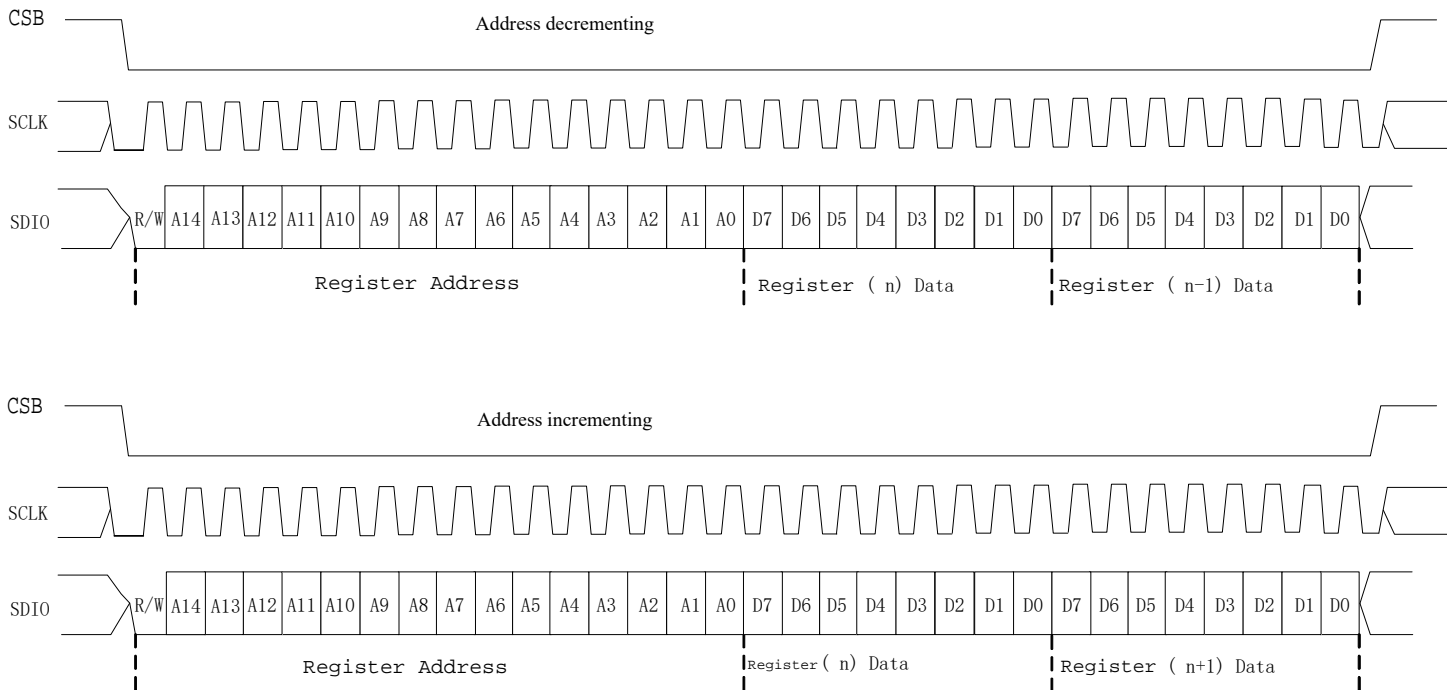 CSB
Address decrementing
SCLK
SDIO R/W A14 A13 A12 A11 A10 A9 A8 A7 A6 A5 A4 A3 A2 A1 A0 D7 D6 D5 D4 D3 D2 D1 D0 D7 D6 D5 D4 D3 D2 D1 D0
Register Address Register ( n) Data Register ( n-1) Data
CSB
Address incrementing
SCLK
SDIO R/W A14 A13 A12 A11 A10 A9 A8 A7 A6 A5 A4 A3 A2 A1 A0 D7 D6 D5 D4 D3 D2 D1 D0 D7 D6 D5 D4 D3 D2 D1 D0
Register Address Register ( n) Data Register ( n+1) Data